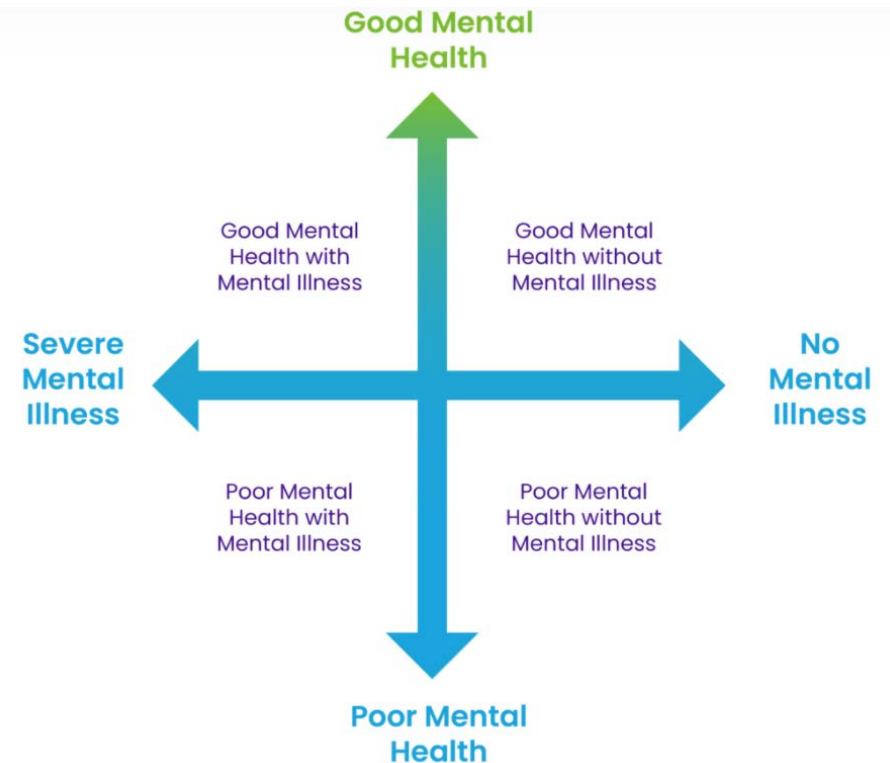 Good Mental
Health
Good Mental
Health with
Mental Illness
Good Mental
Health without
Mental Illness
Severe
Mental
Illness
No
Mental
Illness
Poor Mental
Health with
Mental Illness
Poor Mental
Health without
Mental Illness
Poor Mental
Health